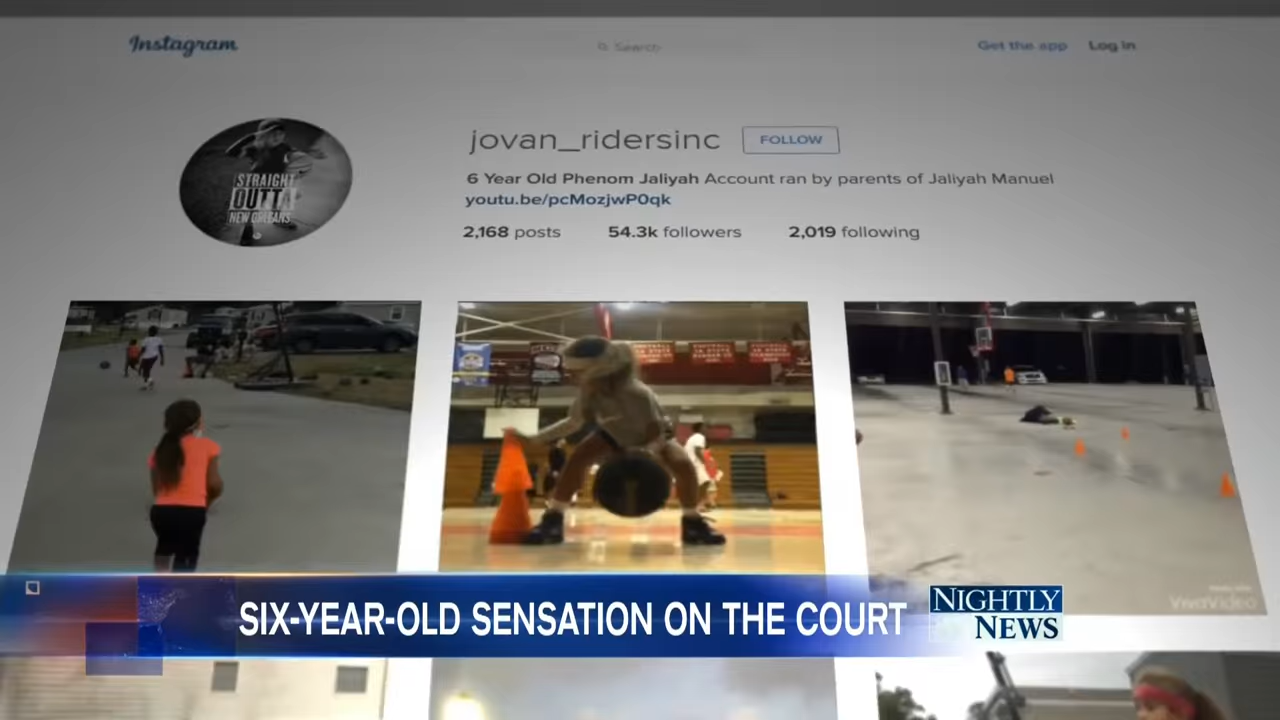 Instagram
Search
Get the app
Log in
jovan_ridersinc
FOLLOW
6 Year Old Phenom Jaliyah Account ran by parents of Jaliyah Manuel
youtu.be/pcMozjwP0qk
2,168 posts
54.3k followers
2,019 following
STRAIGHT
OUTTA
NEW ORLEANS
VivaVideo
SIX-YEAR-OLD SENSATION ON THE COURT
NIGHTLY
NEWS